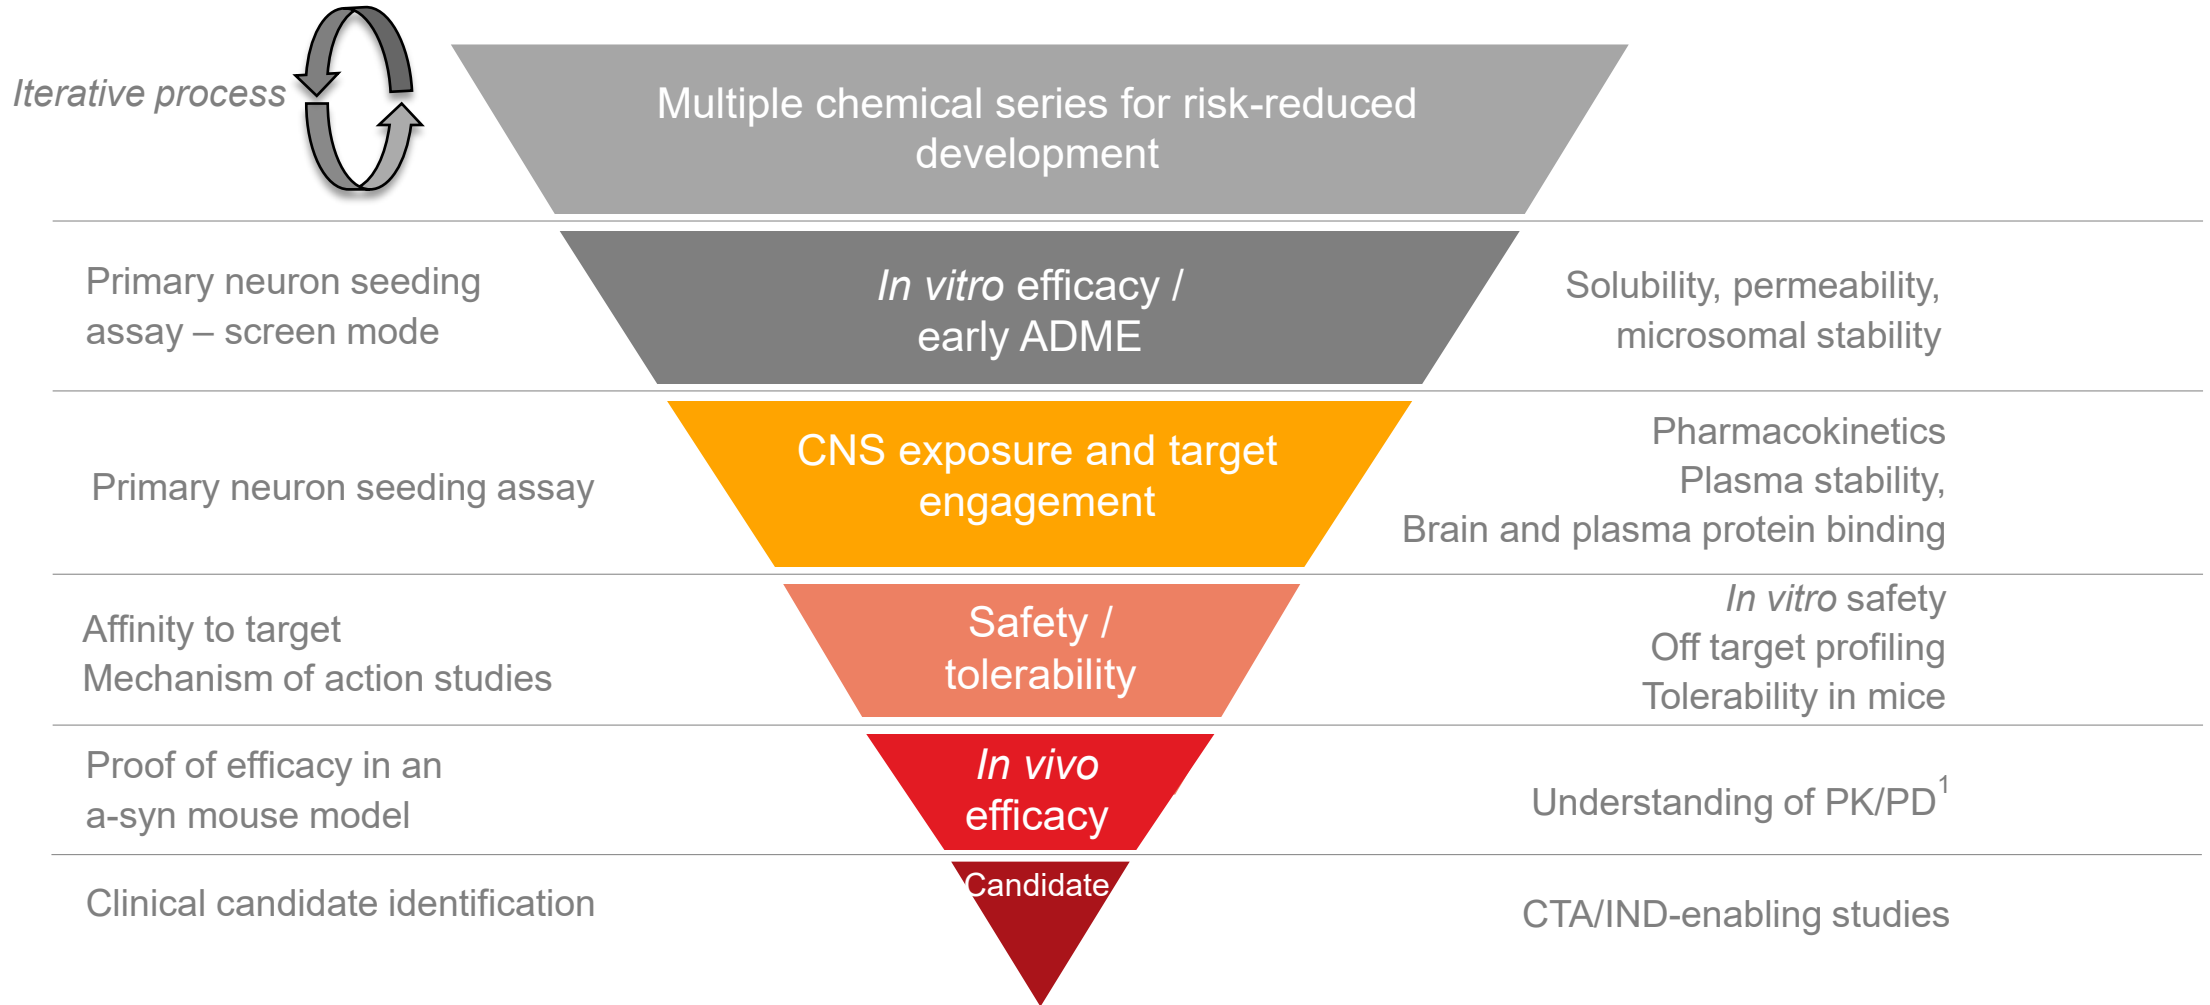 Iterative process
Multiple chemical series for risk-reduced
development
Primary neuron seeding
assay – screen mode
In vitro efficacy /
early ADME
Solubility, permeability,
microsomal stability
Primary neuron seeding assay
CNS exposure and target
engagement
Pharmacokinetics
Plasma stability,
Brain and plasma protein binding
Affinity to target
Mechanism of action studies
Safety /
tolerability
In vitro safety
Off target profiling
Tolerability in mice
Proof of efficacy in an
a-syn mouse model
In vivo
efficacy
Understanding of PK/PD¹
Clinical candidate identification
Candidate
CTA/IND-enabling studies